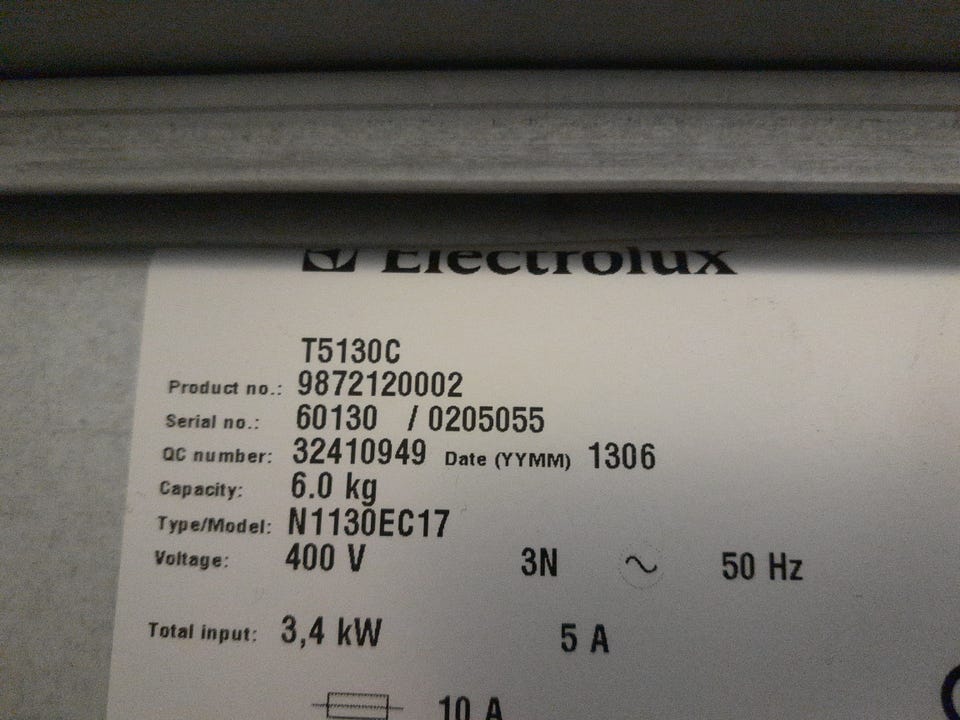 Electrolux
T5130C
Product no.: 9872120002
Serial no.: 60130 / 0205055
QC number: 32410949 Date (YYMM) 1306
Capacity: 6.0 kg
Type/Model: N1130EC17
Voltage: 400 V 3N ~ 50 Hz
Total input: 3,4 kW 5 A
10 A